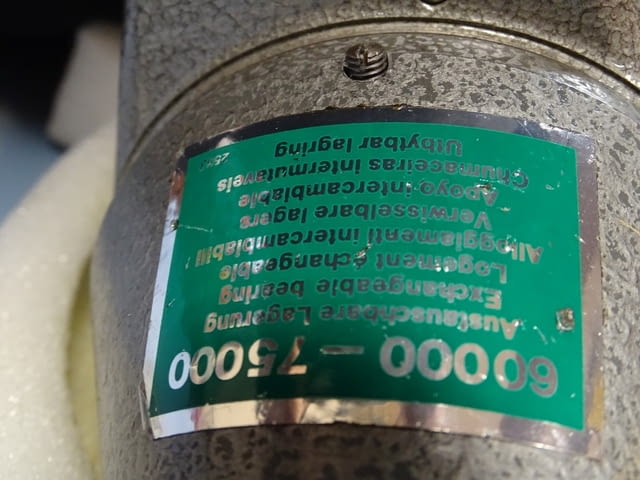 60000 – 75000
Austauschbare Lagerung
Exchangeable bearing
Logement échangeable
Alloggiamenti intercambiabili
Verwisselbare lagers
Apoyo intercambiable
Chumaceiras intermutaveis
Utbytbar lagring